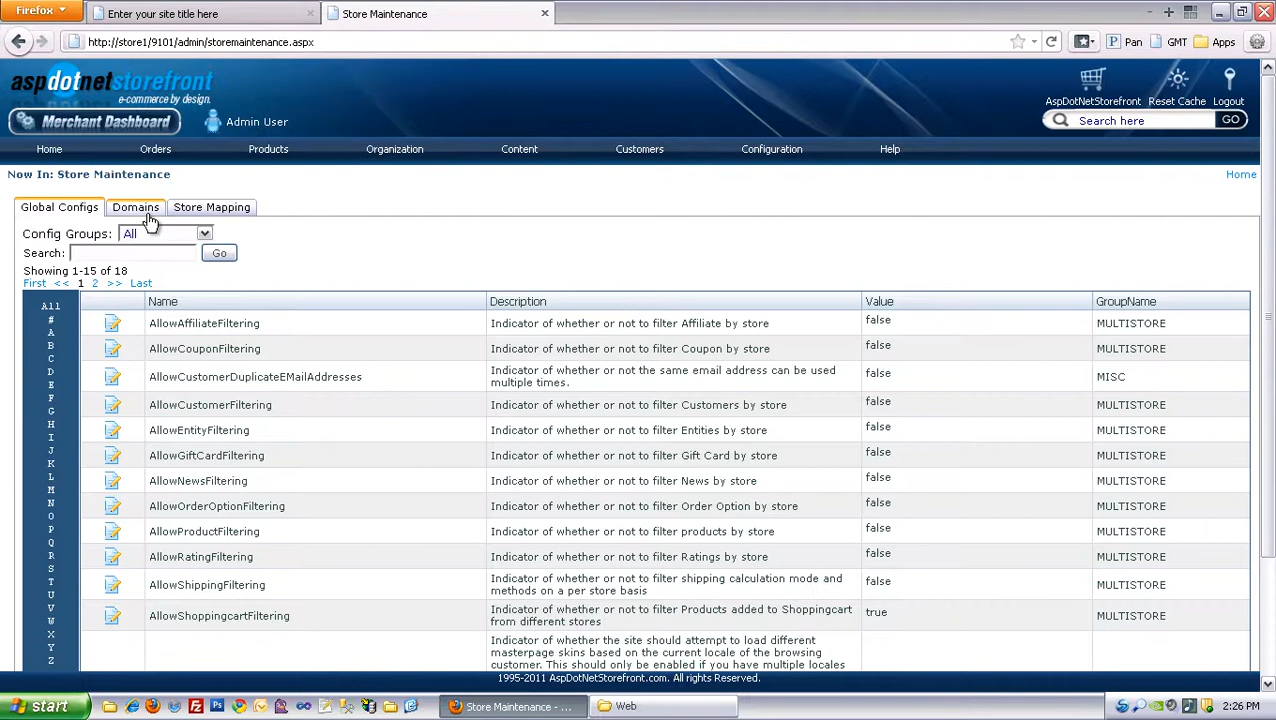 Firefox
Enter your site title here
Store Maintenance
http://store1/9101/admin/storemaintenance.aspx
Pan
GMT
Apps
aspdotnetstorefront
e-commerce by design.
Merchant Dashboard
Admin User
AspDotNetStorefront
Reset Cache
Logout
Search here
GO
Home
Orders
Products
Organization
Content
Customers
Configuration
Help
Now In: Store Maintenance
Home
Global Configs
Domains
Store Mapping
Config Groups: All
Search:
Go
Showing 1-15 of 18
First << 1 2 >> Last
All
#
A
B
C
D
E
F
G
H
I
J
K
L
M
N
O
P
Q
R
S
T
U
V
W
X
Y
Z
Name Description Value GroupName
AllowAffiliateFiltering Indicator of whether or not to filter Affiliate by store false MULTISTORE
AllowCouponFiltering Indicator of whether or not to filter Coupon by store false MULTISTORE
AllowCustomerDuplicateEMailAddresses Indicator of whether or not the same email address can be used false MISC
multiple times.
AllowCustomerFiltering Indicator of whether or not to filter Customers by store false MULTISTORE
AllowEntityFiltering Indicator of whether or not to filter Entities by store false MULTISTORE
AllowGiftCardFiltering Indicator of whether or not to filter Gift Card by store false MULTISTORE
AllowNewsFiltering Indicator of whether or not to filter News by store false MULTISTORE
AllowOrderOptionFiltering Indicator of whether or not to filter Order Option by store false MULTISTORE
AllowProductFiltering Indicator of whether or not to filter products by store false MULTISTORE
AllowRatingFiltering Indicator of whether or not to filter Ratings by store false MULTISTORE
AllowShippingFiltering Indicator of whether or not to filter shipping calculation mode and false MULTISTORE
methods on a per store basis
AllowShoppingcartFiltering Indicator of whether or not to filter Products added to Shoppingcart true MULTISTORE
from different stores
Indicator of whether the site should attempt to load different
masterpage skins based on the current locale of the browsing
customer. This should only be enabled if you have multiple locales
1995-2011 AspDotNetStorefront.com. All rights Reserved.
start
Store Maintenance - ...
Web
2:26 PM